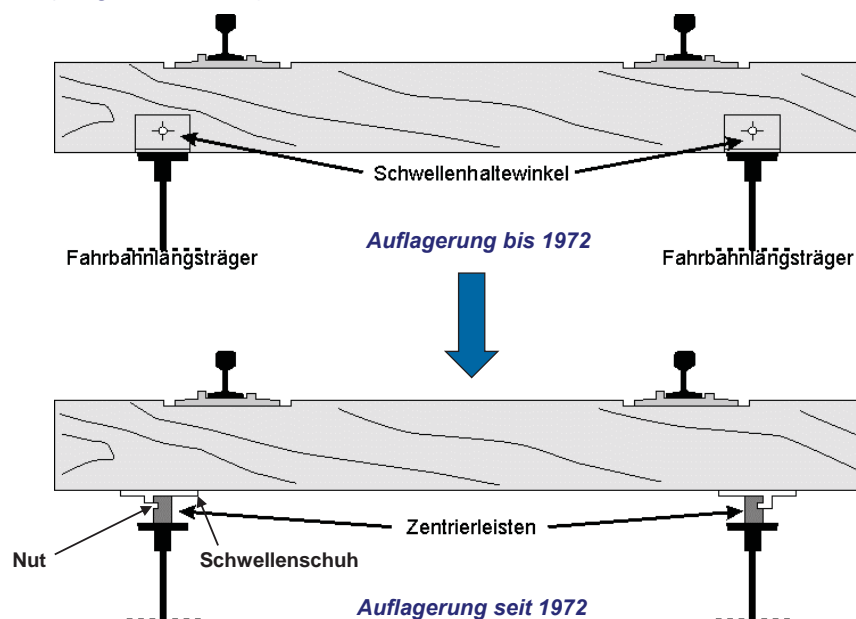 Schwellenhaltewinkel
Auflagerung bis 1972
Fahrbahnlängsträger
Fahrbahnlängsträger
Zentrierleisten
Nut
Schwellenschuh
Auflagerung seit 1972